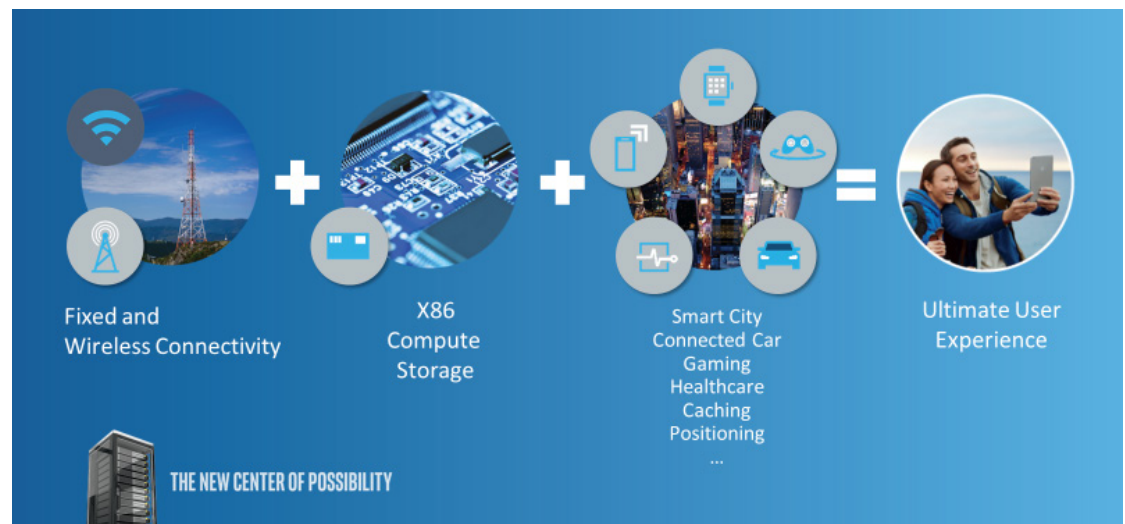 Fixed and
Wireless Connectivity
X86
Compute
Storage
Smart City
Connected Car
Gaming
Healthcare
Caching
Positioning
...
Ultimate User
Experience
THE NEW CENTER OF POSSIBILITY